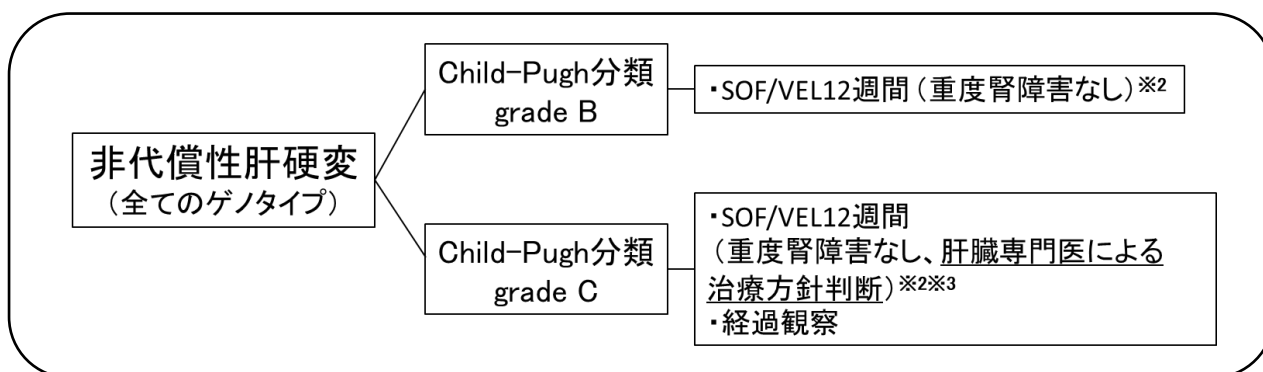 非代償性肝硬変
（全てのゲノタイプ）
Child-Pugh分類
grade B
・SOF/VEL12週間（重度腎障害なし）※2
Child-Pugh分類
grade C
・SOF/VEL12週間
（重度腎障害なし、肝臓専門医による
治療方針判断）※2※3
・経過観察